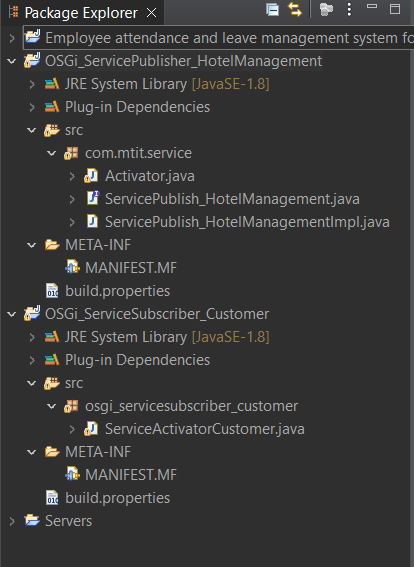 Package Explorer
Employee attendance and leave management system fo
OSGi_ServicePublisher_HotelManagement
JRE System Library [JavaSE-1.8]
Plug-in Dependencies
src
com.mtit.service
Activator.java
ServicePublish_HotelManagement.java
ServicePublish_HotelManagementImpl.java
META-INF
MANIFEST.MF
build.properties
OSGi_ServiceSubscriber_Customer
JRE System Library [JavaSE-1.8]
Plug-in Dependencies
src
osgi_servicesubscriber_customer
ServiceActivatorCustomer.java
META-INF
MANIFEST.MF
build.properties
Servers